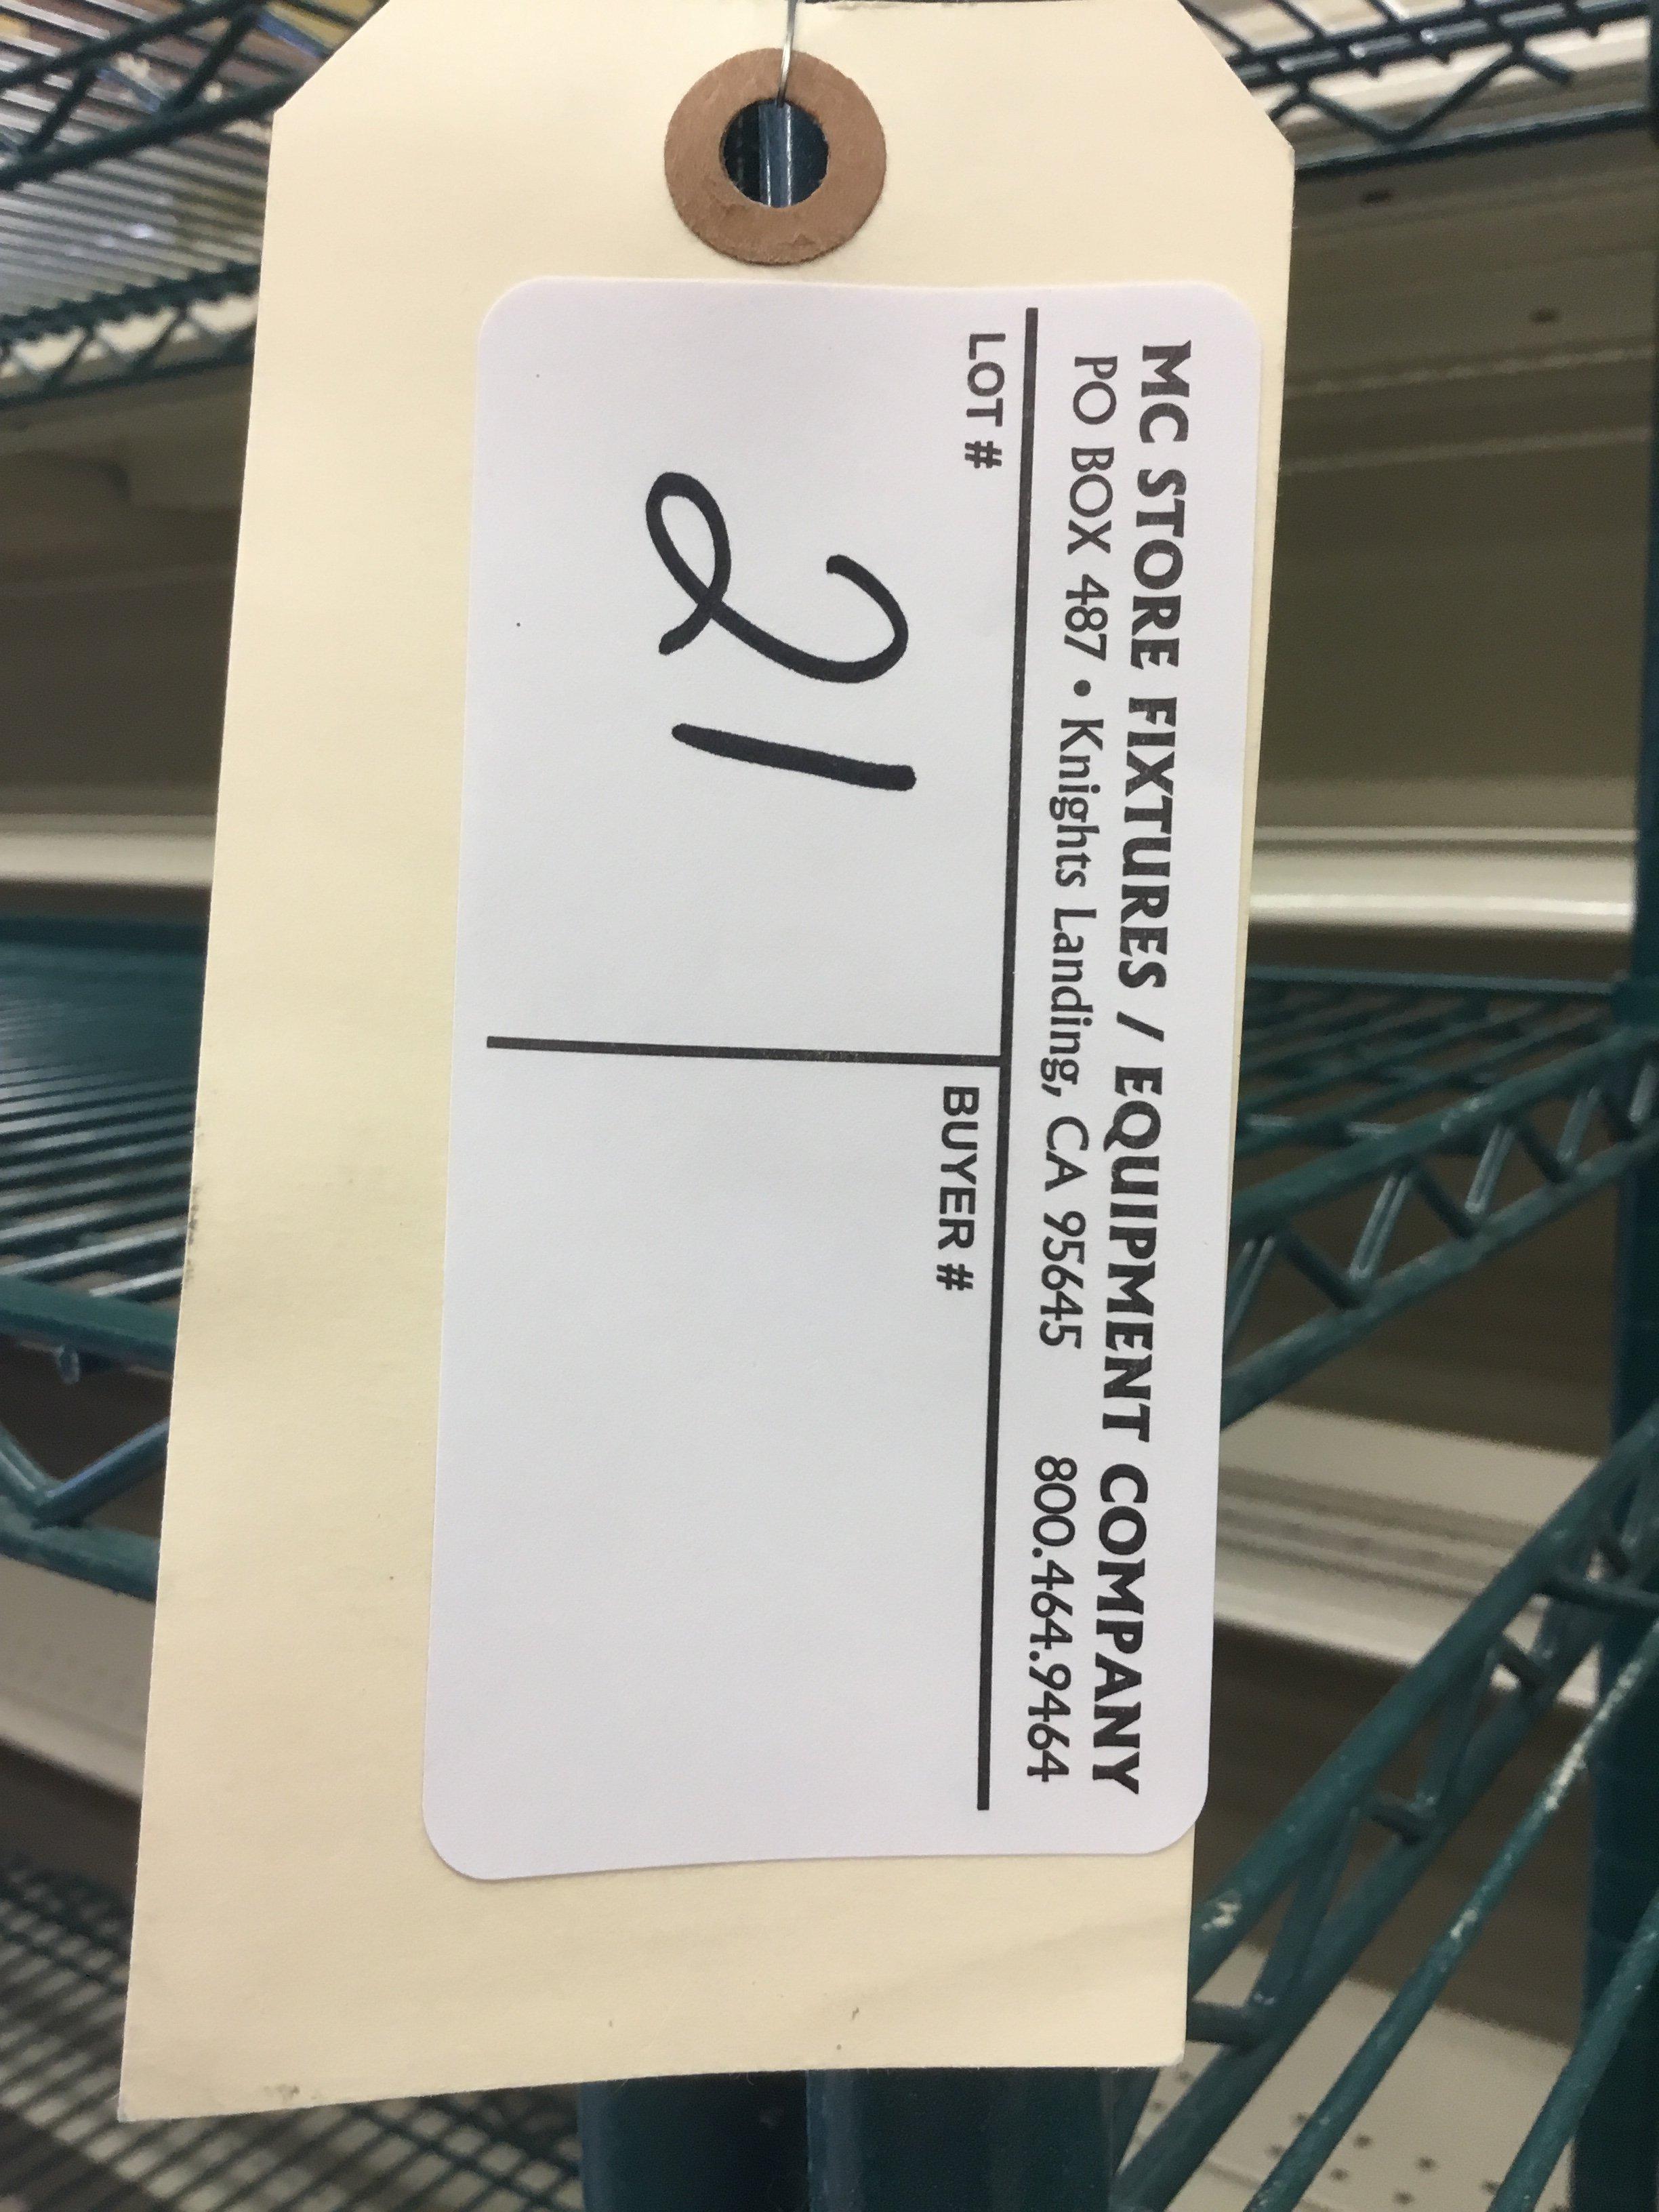 MC STORE FIXTURES / EQUIPMENT COMPANY
PO BOX 487 • Knights Landing, CA 95645 800.464.9464
LOT #
21
BUYER #